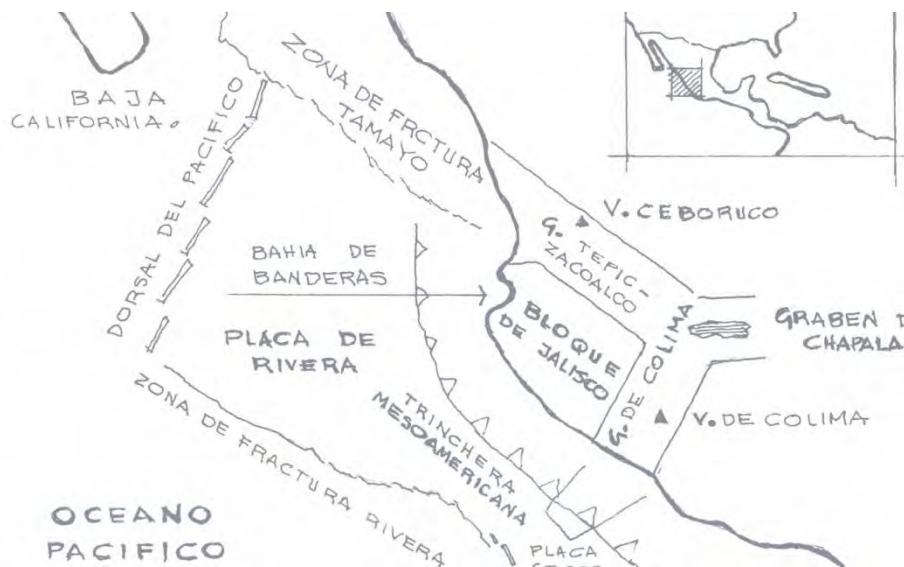 BAJA
CALIFORNIA.
ZONA DE FRCTURA
TAMAYO
DORSAL DEL PACIFICO
V. CEBORUCO
G. TEPIC-
ZACOALCO
BAHIA DE
BANDERAS
BLOQUE
DE JALISCO
G. DE COLIMA
GRABEN D
CHAPALA
PLACA DE
RIVERA
V. DE COLIMA
TRINCHERA
MESOAMERICANA
ZONA DE FRACTURA RIVERA
OCEANO
PACIFICO
PLACA